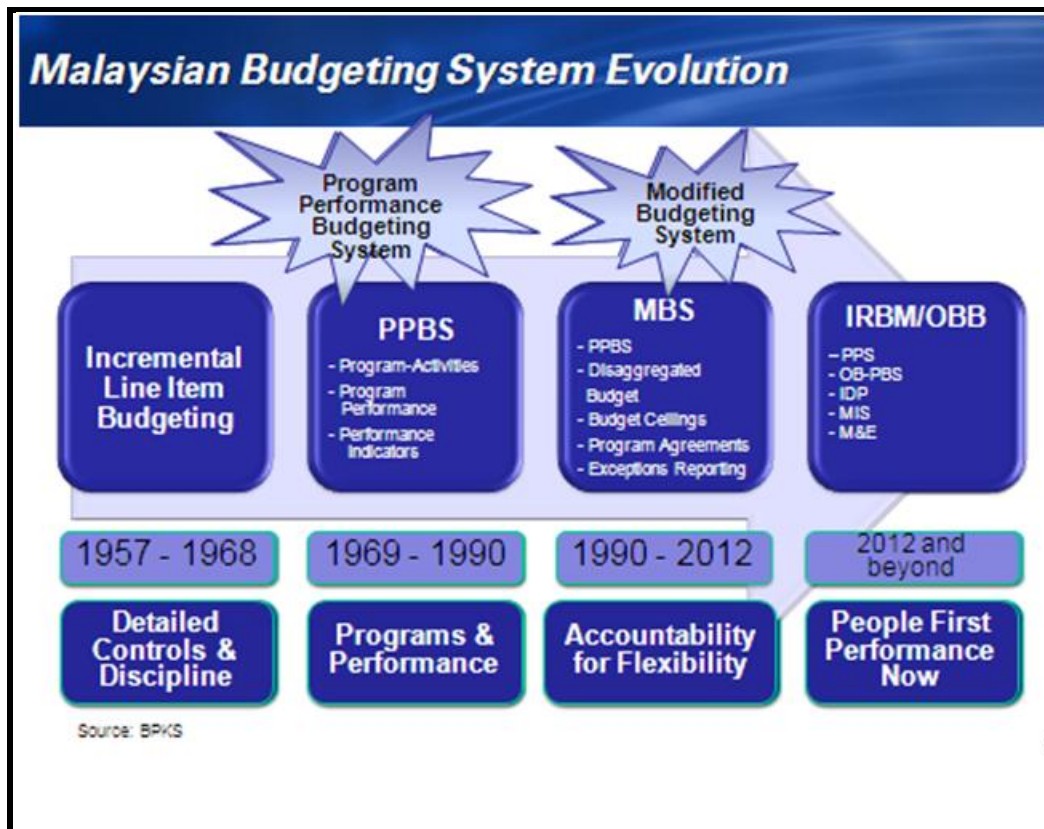 Malaysian Budgeting System Evolution
Program
Performance
Budgeting
System
Modified
Budgeting
System
Incremental
Line Item
Budgeting
PPBS
- Program-Activities
- Program
Performance
- Performance
Indicators
MBS
- PPBS
- Disaggregated
Budget
- Budget Ceilings
- Program Agreements
- Exceptions Reporting
IRBM/OBB
– PPS
- OB-PBS
- IDP
- MIS
- M&E
1957 - 1968
1969 - 1990
1990 - 2012
2012 and
beyond
Detailed
Controls &
Discipline
Programs &
Performance
Accountability
for Flexibility
People First
Performance
Now
Source: BPKS